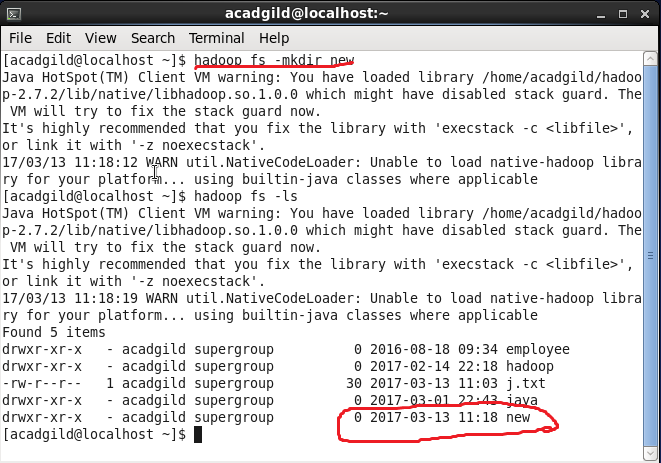 acadgild@localhost:~
File Edit View Search Terminal Help
[acadgild@localhost ~]$ hadoop fs -mkdir new
Java HotSpot(TM) Client VM warning: You have loaded library /home/acadgild/hadoo
p-2.7.2/lib/native/libhadoop.so.1.0.0 which might have disabled stack guard. The
 VM will try to fix the stack guard now.
It's highly recommended that you fix the library with 'execstack -c <libfile>',
or link it with '-z noexecstack'.
17/03/13 11:18:12 WARN util.NativeCodeLoader: Unable to load native-hadoop libra
ry for your platform... using builtin-java classes where applicable
[acadgild@localhost ~]$ hadoop fs -ls
Java HotSpot(TM) Client VM warning: You have loaded library /home/acadgild/hadoo
p-2.7.2/lib/native/libhadoop.so.1.0.0 which might have disabled stack guard. The
 VM will try to fix the stack guard now.
It's highly recommended that you fix the library with 'execstack -c <libfile>',
or link it with '-z noexecstack'.
17/03/13 11:18:19 WARN util.NativeCodeLoader: Unable to load native-hadoop libra
ry for your platform... using builtin-java classes where applicable
Found 5 items
drwxr-xr-x   - acadgild supergroup          0 2016-08-18 09:34 employee
drwxr-xr-x   - acadgild supergroup          0 2017-02-14 22:18 hadoop
-rw-r--r--   1 acadgild supergroup         30 2017-03-13 11:03 j.txt
drwxr-xr-x   - acadgild supergroup          0 2017-03-01 22:43 java
drwxr-xr-x   - acadgild supergroup          0 2017-03-13 11:18 new
[acadgild@localhost ~]$